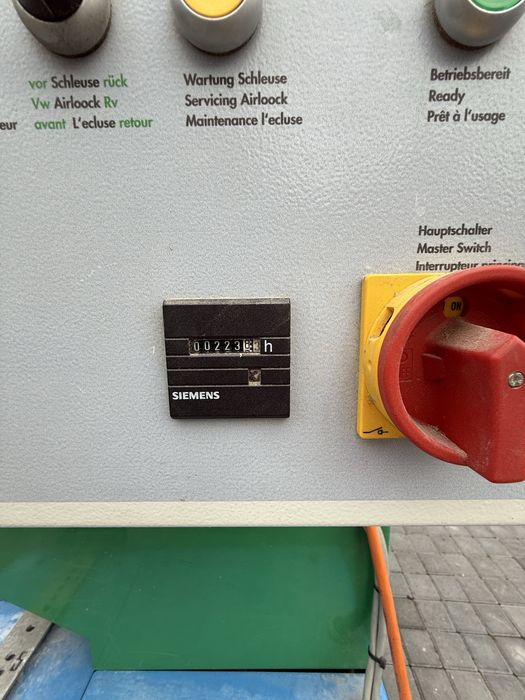 vor Schleuse rück
Vw Airloock Rv
avant L'ecluse retour
eur
Wartung Schleuse
Servicing Airloock
Maintenance l'ecluse
Betriebsbereit
Ready
Prêt à l'usage
Hauptschalter
Master Switch
Interrupteur
ON
00223 h
SIEMENS